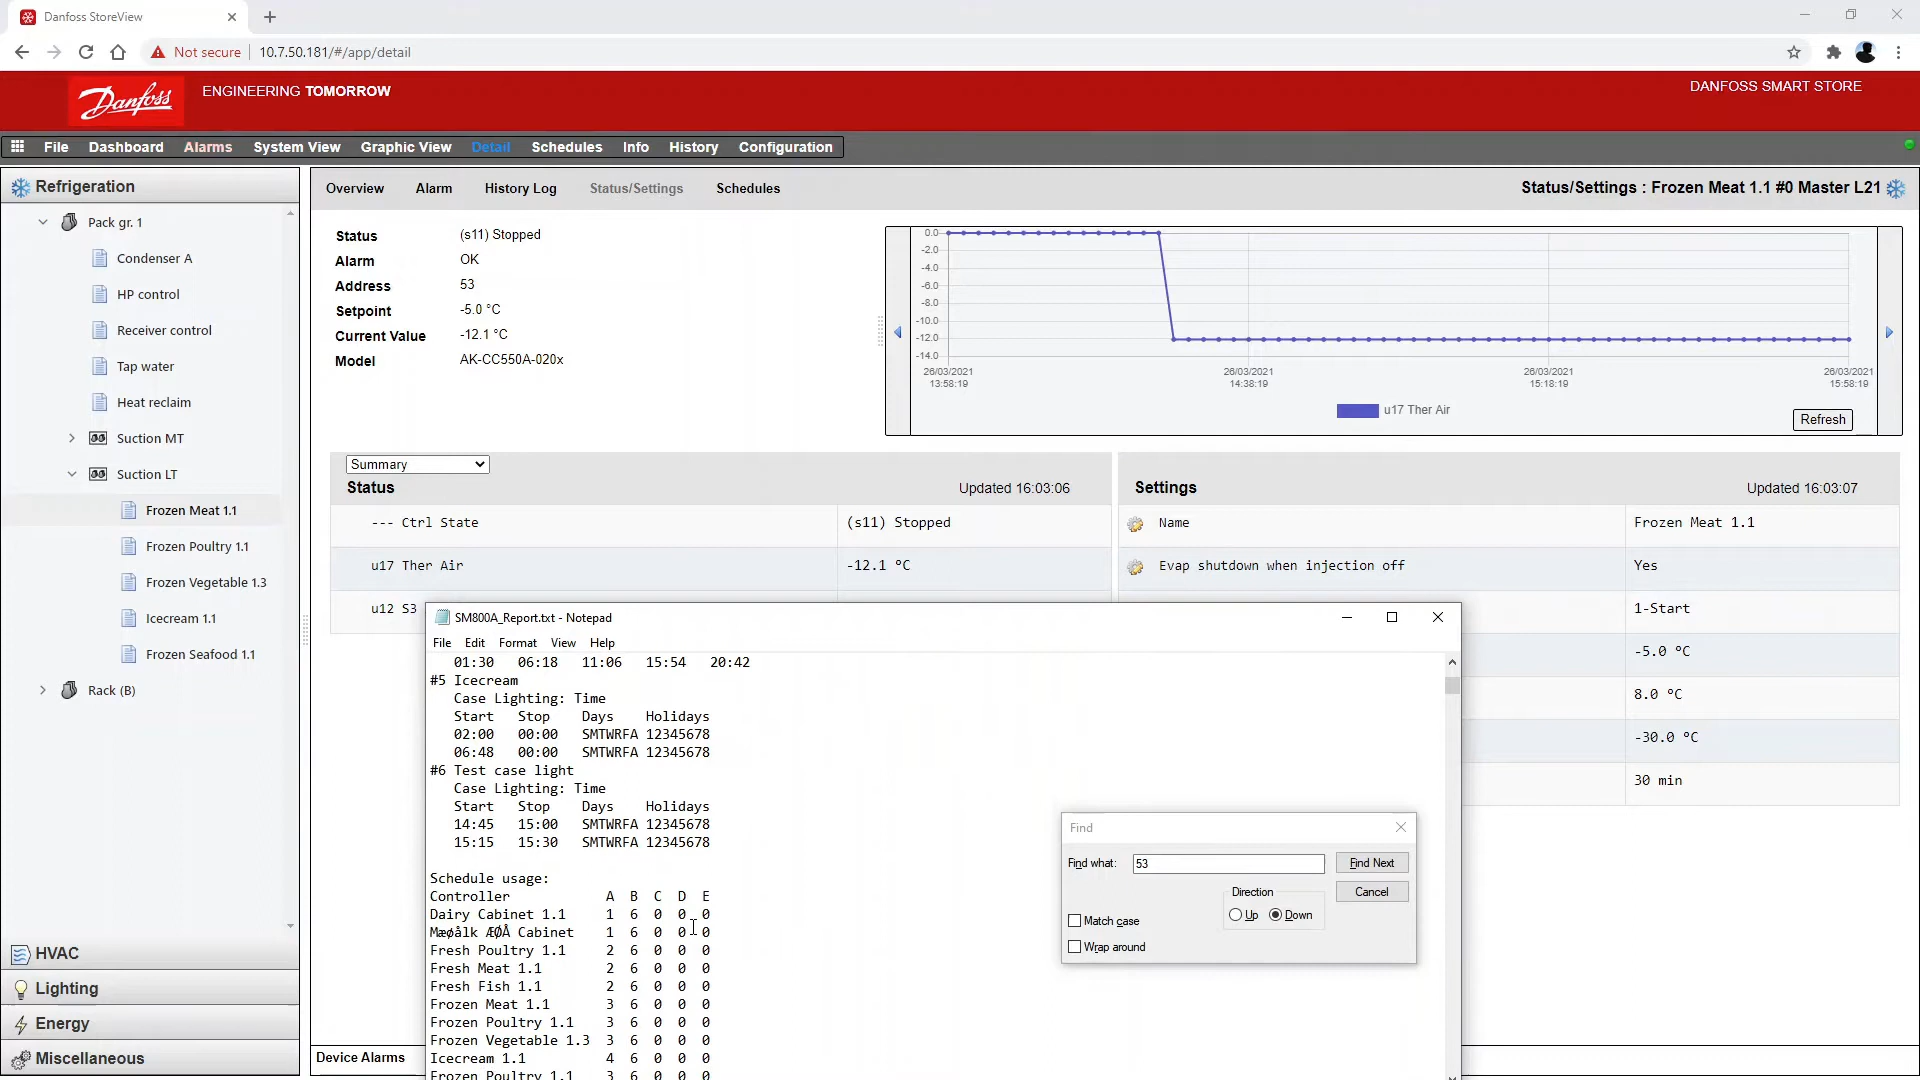 Danfoss StoreView
Not secure
10.7.50.181/#/app/detail
Danfoss
ENGINEERING TOMORROW
DANFOSS SMART STORE
File Dashboard Alarms System View Graphic View Detail Schedules Info History Configuration
Refrigeration
Pack gr. 1
Condenser A
HP control
Receiver control
Tap water
Heat reclaim
Suction MT
Suction LT
Frozen Meat 1.1
Frozen Poultry 1.1
Frozen Vegetable 1.3
Icecream 1.1
Frozen Seafood 1.1
Rack (B)
HVAC
Lighting
Energy
Miscellaneous
Overview Alarm History Log Status/Settings Schedules
Status/Settings : Frozen Meat 1.1 #0 Master L21
Status (s11) Stopped
Alarm OK
Address 53
Setpoint -5.0 °C
Current Value -12.1 °C
Model AK-CC550A-020x
0.0
-2.0
-4.0
-6.0
-8.0
-10.0
-12.0
-14.0
26/03/2021 26/03/2021 26/03/2021 26/03/2021
13:58:19 14:38:19 15:18:19 15:58:19
u17 Ther Air
Refresh
Summary
Status Updated 16:03:06
--- Ctrl State (s11) Stopped
u17 Ther Air -12.1 °C
u12 S3
Settings Updated 16:03:07
Name Frozen Meat 1.1
Evap shutdown when injection off Yes
1-Start
-5.0 °C
8.0 °C
-30.0 °C
30 min
SM800A_Report.txt - Notepad
File Edit Format View Help
01:30 06:18 11:06 15:54 20:42
#5 Icecream
Case Lighting: Time
Start Stop Days Holidays
02:00 00:00 SMTWRFA 12345678
06:48 00:00 SMTWRFA 12345678
#6 Test case light
Case Lighting: Time
Start Stop Days Holidays
14:45 15:00 SMTWRFA 12345678
15:15 15:30 SMTWRFA 12345678
Schedule usage:
Controller A B C D E
Dairy Cabinet 1.1 1 6 0 0 0
Mæøålk ÆØÅ Cabinet 1 6 0 0 0
Fresh Poultry 1.1 2 6 0 0 0
Fresh Meat 1.1 2 6 0 0 0
Fresh Fish 1.1 2 6 0 0 0
Frozen Meat 1.1 3 6 0 0 0
Frozen Poultry 1.1 3 6 0 0 0
Frozen Vegetable 1.3 3 6 0 0 0
Icecream 1.1 4 6 0 0 0
Frozen Poultry 1.1 3 6 0 0 0
Find
Find what: 53 Find Next
Direction Cancel
Up Down
Match case
Wrap around
Device Alarms